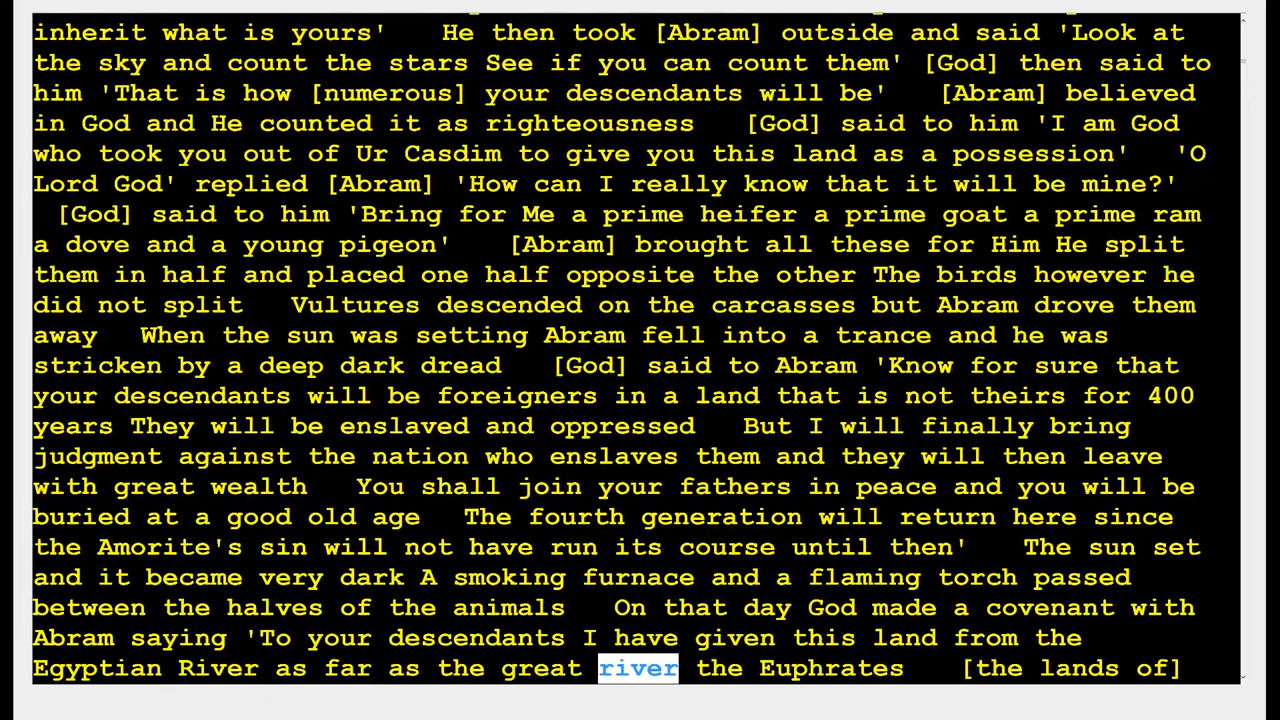 inherit what is yours' He then took [Abram] outside and said 'Look at
the sky and count the stars See if you can count them' [God] then said to
him 'That is how [numerous] your descendants will be' [Abram] believed
in God and He counted it as righteousness [God] said to him 'I am God
who took you out of Ur Casdim to give you this land as a possession' 'O
Lord God' replied [Abram] 'How can I really know that it will be mine?'
[God] said to him 'Bring for Me a prime heifer a prime goat a prime ram
a dove and a young pigeon' [Abram] brought all these for Him He split
them in half and placed one half opposite the other The birds however he
did not split Vultures descended on the carcasses but Abram drove them
away When the sun was setting Abram fell into a trance and he was
stricken by a deep dark dread [God] said to Abram 'Know for sure that
your descendants will be foreigners in a land that is not theirs for 400
years They will be enslaved and oppressed But I will finally bring
judgment against the nation who enslaves them and they will then leave
with great wealth You shall join your fathers in peace and you will be
buried at a good old age The fourth generation will return here since
the Amorite's sin will not have run its course until then' The sun set
and it became very dark A smoking furnace and a flaming torch passed
between the halves of the animals On that day God made a covenant with
Abram saying 'To your descendants I have given this land from the
Egyptian River as far as the great river the Euphrates [the lands of]